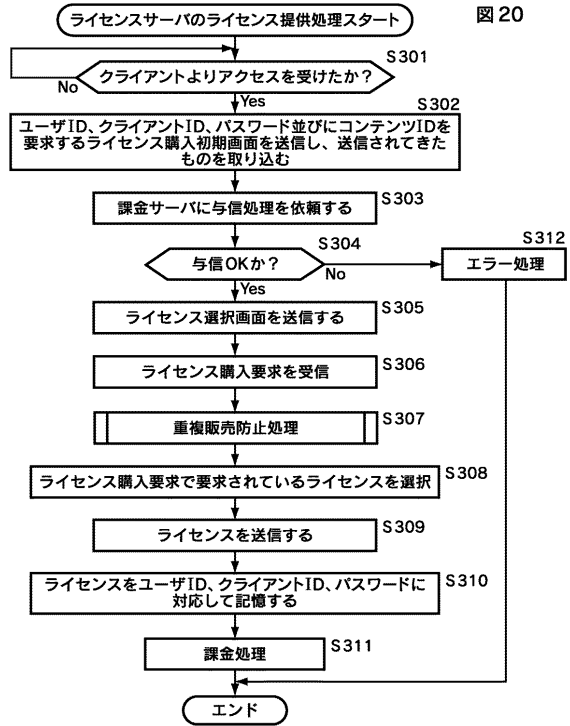 図20
ライセンスサーバのライセンス提供処理スタート
S301
クライアントよりアクセスを受けたか?
No
Yes
S302
ユーザID、クライアントID、パスワード並びにコンテンツIDを
要求するライセンス購入初期画面を送信し、送信されてきた
ものを取り込む
S303
課金サーバに与信処理を依頼する
S304
与信OKか?
No
Yes
S312
エラー処理
S305
ライセンス選択画面を送信する
S306
ライセンス購入要求を受信
S307
重複販売防止処理
S308
ライセンス購入要求で要求されているライセンスを選択
S309
ライセンスを送信する
S310
ライセンスをユーザID、クライアントID、パスワードに
対応して記憶する
S311
課金処理
エンド